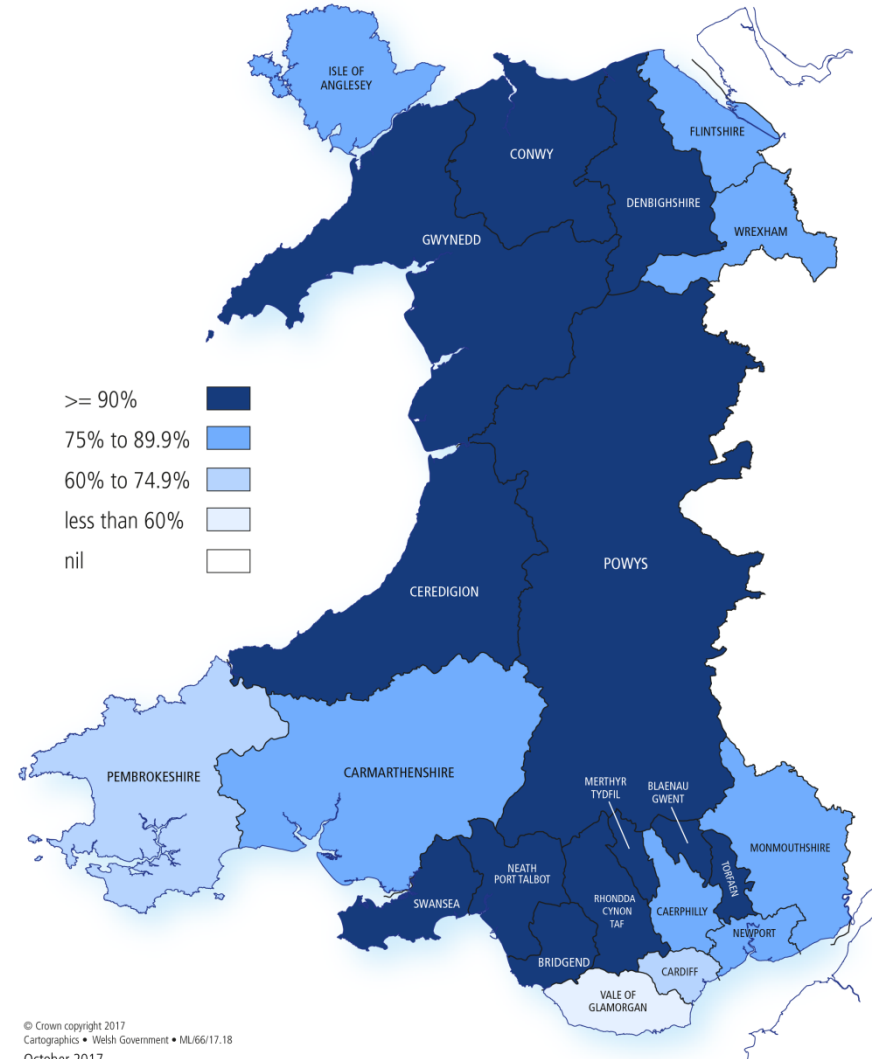 ISLE OF
ANGLESEY
FLINTSHIRE
CONWY
DENBIGHSHIRE
WREXHAM
GWYNEDD
>= 90%
75% to 89.9%
60% to 74.9%
less than 60%
nil
POWYS
CEREDIGION
PEMBROKESHIRE
CARMARTHENSHIRE
MERTHYR
TYDFIL
BLAENAU
GWENT
MONMOUTHSHIRE
TORFAEN
NEATH
PORT TALBOT
SWANSEA
RHONDDA
CYNON
TAF
CAERPHILLY
NEWPORT
BRIDGEND
CARDIFF
VALE OF
GLAMORGAN
© Crown copyright 2017
Cartographics • Welsh Government • ML/66/17.18
October 2017